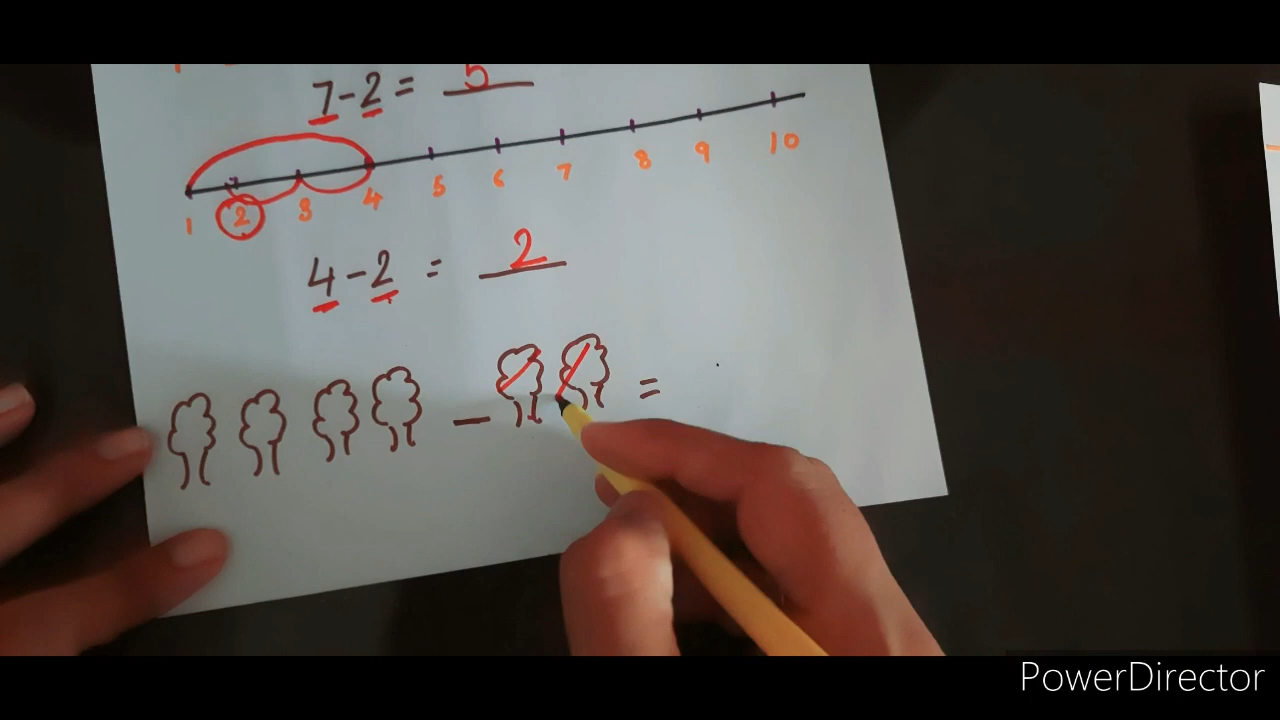 7-2 = 5
1 2 3 4 5 6 7 8 9 10
4-2 = 2
- =
PowerDirector